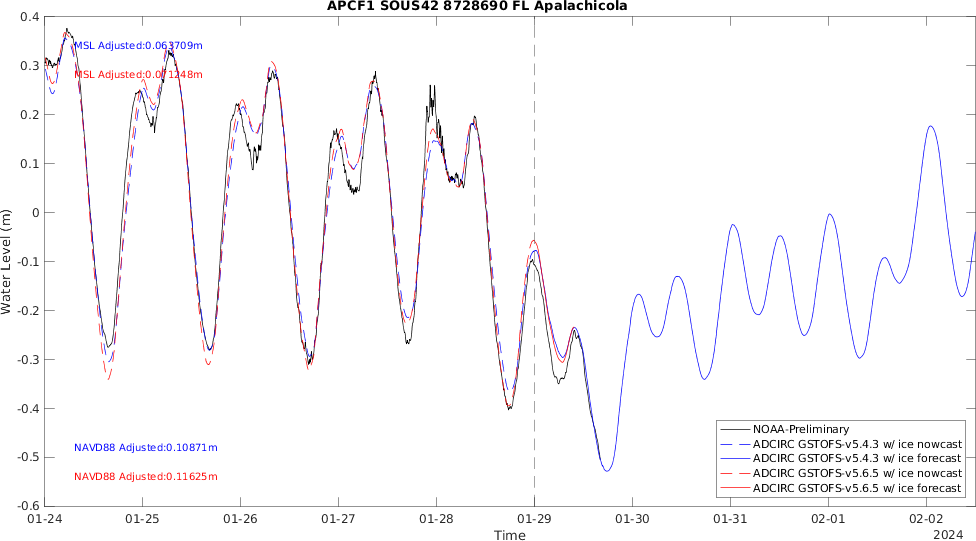 APCF1 SOUS42 8728690 FL Apalachicola
0.4
0.3
0.2
0.1
0
-0.1
-0.2
-0.3
-0.4
-0.5
-0.6
Water Level (m)
MSL Adjusted:0.063709m
MSL Adjusted:0.071248m
NAVD88 Adjusted:0.10871m
NAVD88 Adjusted:0.11625m
NOAA-Preliminary
ADCIRC GSTOFS-v5.4.3 w/ ice nowcast
ADCIRC GSTOFS-v5.4.3 w/ ice forecast
ADCIRC GSTOFS-v5.6.5 w/ ice nowcast
ADCIRC GSTOFS-v5.6.5 w/ ice forecast
01-24 01-25 01-26 01-27 01-28 01-29 01-30 01-31 02-01 02-02
Time
2024